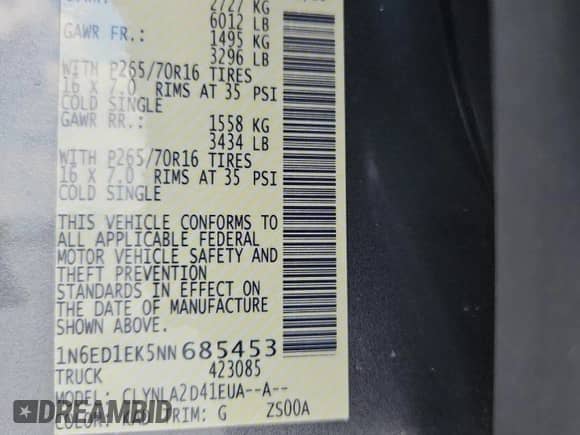 2727 KG
6012 LB
GAWR FR.: 1495 KG
3296 LB
WITH P265/70R16 TIRES
16 X 7.0 RIMS AT 35 PSI
COLD SINGLE
GAWR RR.: 1558 KG
3434 LB
WITH P265/70R16 TIRES
16 X 7.0 RIMS AT 35 PSI
COLD SINGLE
THIS VEHICLE CONFORMS TO
ALL APPLICABLE FEDERAL
MOTOR VEHICLE SAFETY AND
THEFT PREVENTION
STANDARDS IN EFFECT ON
THE DATE OF MANUFACTURE
SHOWN ABOVE.
1N6ED1EK5NN685453
TRUCK 423085
MODEL: CLYNLA2D41EUA--A--
COLOR: KAD TRIM: G ZS00A
DREAMBID